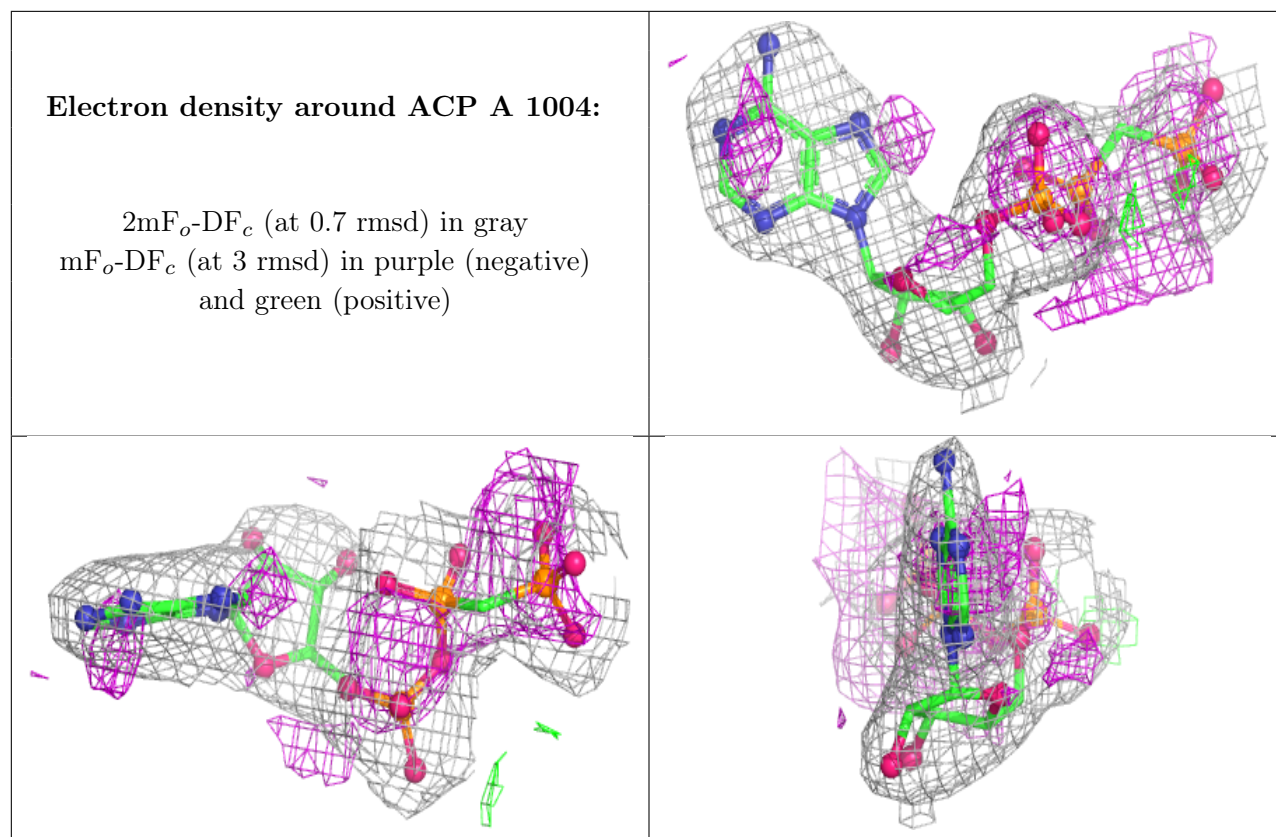 Electron density around ACP A 1004:
2mFo-DFc (at 0.7 rmsd) in gray
mFo-DFc (at 3 rmsd) in purple (negative)
and green (positive)